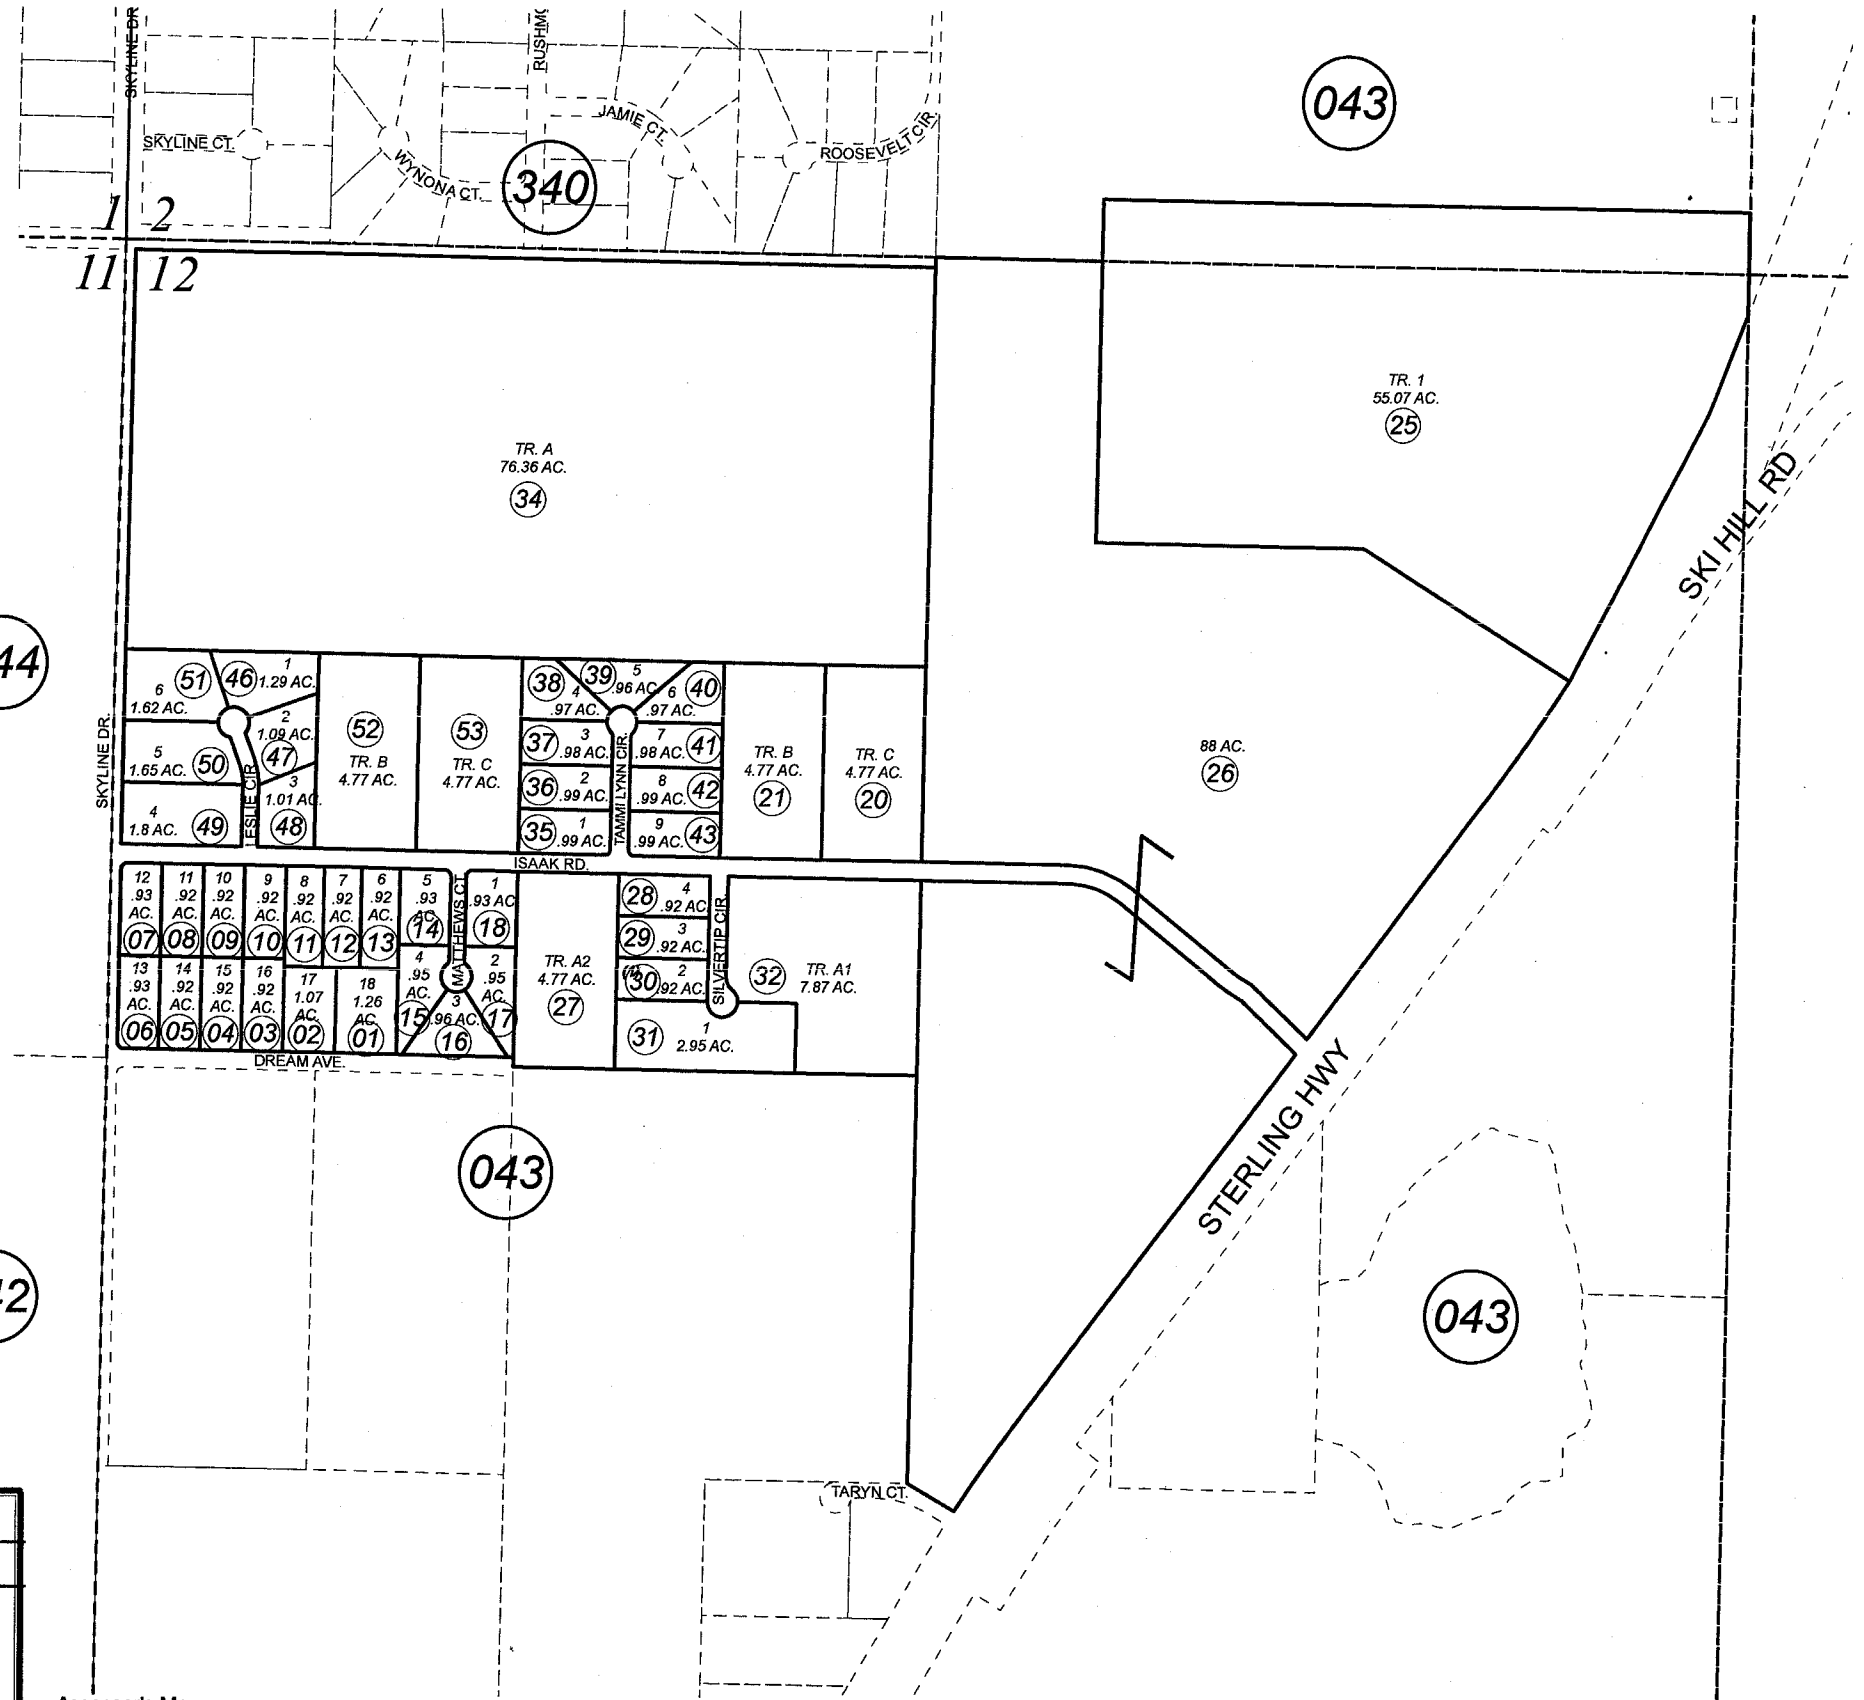 SKYLINE DR
SKYLINE CT.
WYNONA CT.
JAMIE CT.
ROOSEVELT CIR.
340
043
1 2
11 12
TR. A
76.36 AC.
34
TR. 1
55.07 AC.
25
SKI HILL RD
88 AC.
26
STERLING HWY
SKYLINE DR.
51
6
1.62 AC.
46
1
1.29 AC.
2
1.09 AC.
47
5
1.65 AC.
50
3
1.01 AC.
48
4
1.8 AC.
49
LESLIE CIR.
52
TR. B
4.77 AC.
53
TR. C
4.77 AC.
38
4
.97 AC.
39
5
.96 AC.
40
6
.97 AC.
37
3
.98 AC.
7
.98 AC.
41
36
2
.99 AC.
8
.99 AC.
42
35
1
.99 AC.
9
.99 AC.
43
TAMMI LYNN CIR.
TR. B
4.77 AC.
21
TR. C
4.77 AC.
20
ISAAK RD.
12
.93
AC.
07
11
.92
AC.
08
10
.92
AC.
09
9
.92
AC.
10
8
.92
AC.
11
7
.92
AC.
12
6
.92
AC.
13
5
.93
AC.
14
MATTHEWS CT.
1
.93 AC
18
13
.93
AC.
06
14
.92
AC.
05
15
.92
AC.
04
16
.92
AC.
03
17
1.07
AC.
02
18
1.26
AC.
01
4
.95
AC.
15
3
.96 AC.
16
2
.95
AC.
17
DREAM AVE.
TR. A2
4.77 AC.
27
28
4
.92 AC
29
3
.92 AC.
30
2
.92 AC.
31
1
2.95 AC.
SILVERTIP CIR.
32
TR. A1
7.87 AC.
043
043
TARYN CT.